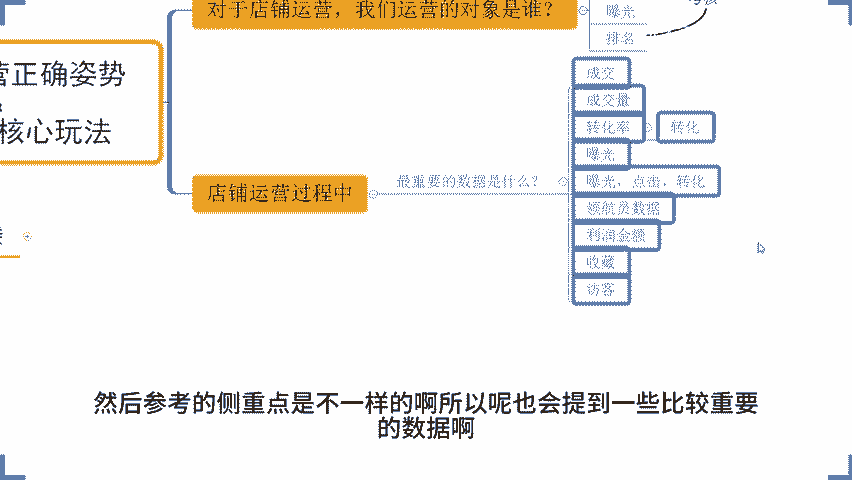 对于店铺运营，我们运营的对象是谁？
曝光
排名
营正确姿势
核心玩法
店铺运营过程中
最重要的数据是什么？
成交
成交量
转化率
转化
曝光
曝光，点击，转化
领航员数据
利润金额
收藏
访客
然后参考的侧重点是不一样的啊所以呢也会提到一些比较重要
的数据啊